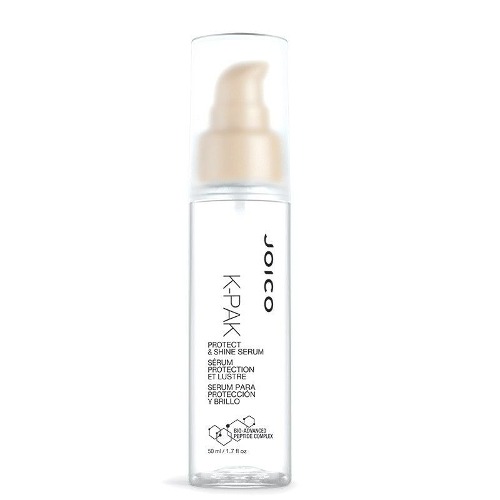 JOICO
K-PAK
PROTECT
& SHINE SERUM
SÉRUM
PROTECTION
ET LUSTRE
SERUM PARA
PROTECCIÓN
Y BRILLO
BIO-ADVANCED
PEPTIDE COMPLEX
50 ml / 1.7 fl oz